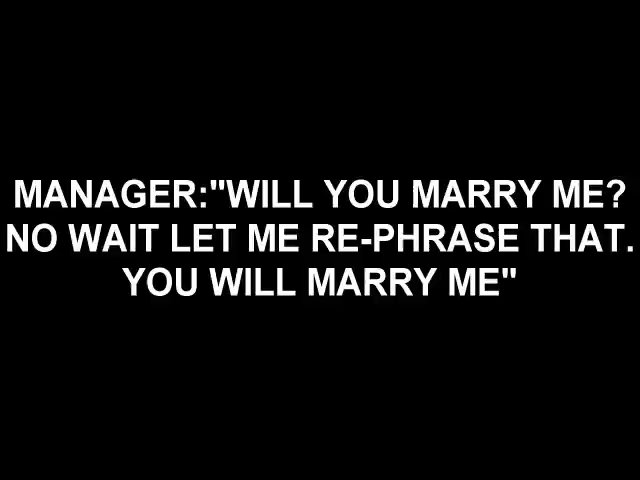 MANAGER:"WILL YOU MARRY ME?
NO WAIT LET ME RE-PHRASE THAT.
YOU WILL MARRY ME"